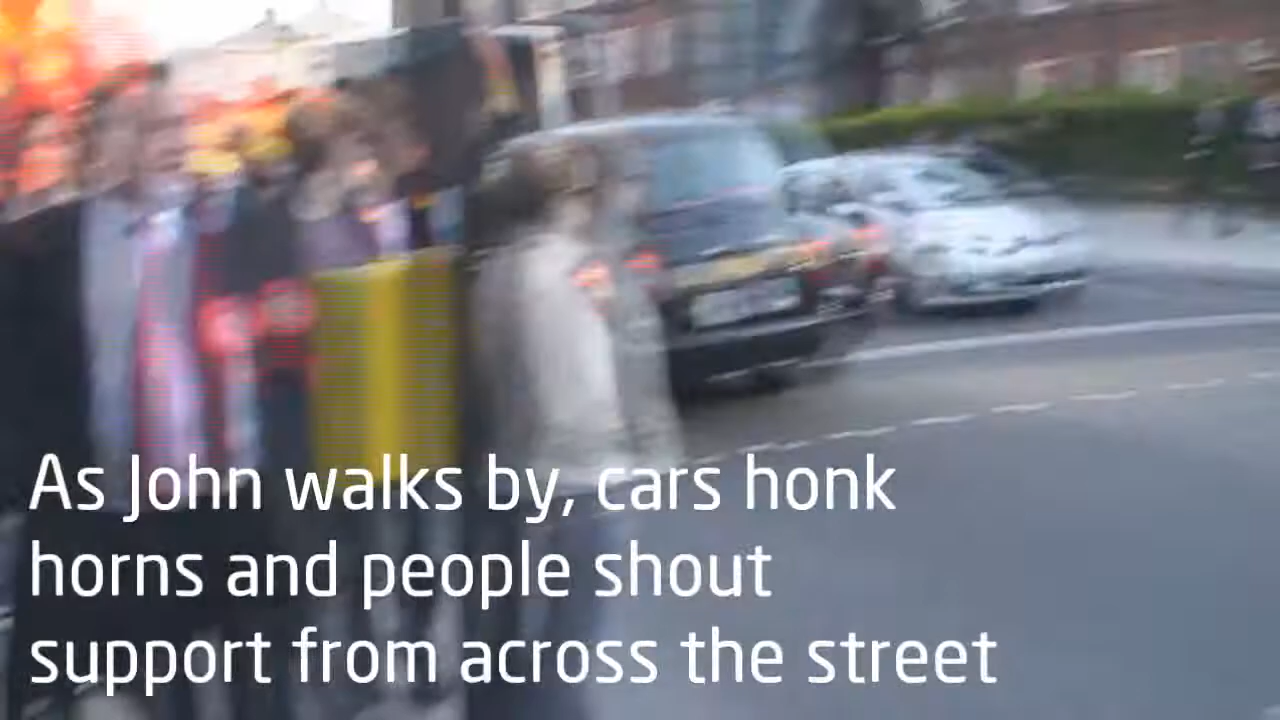 As John walks by, cars honk
horns and people shout
support from across the street